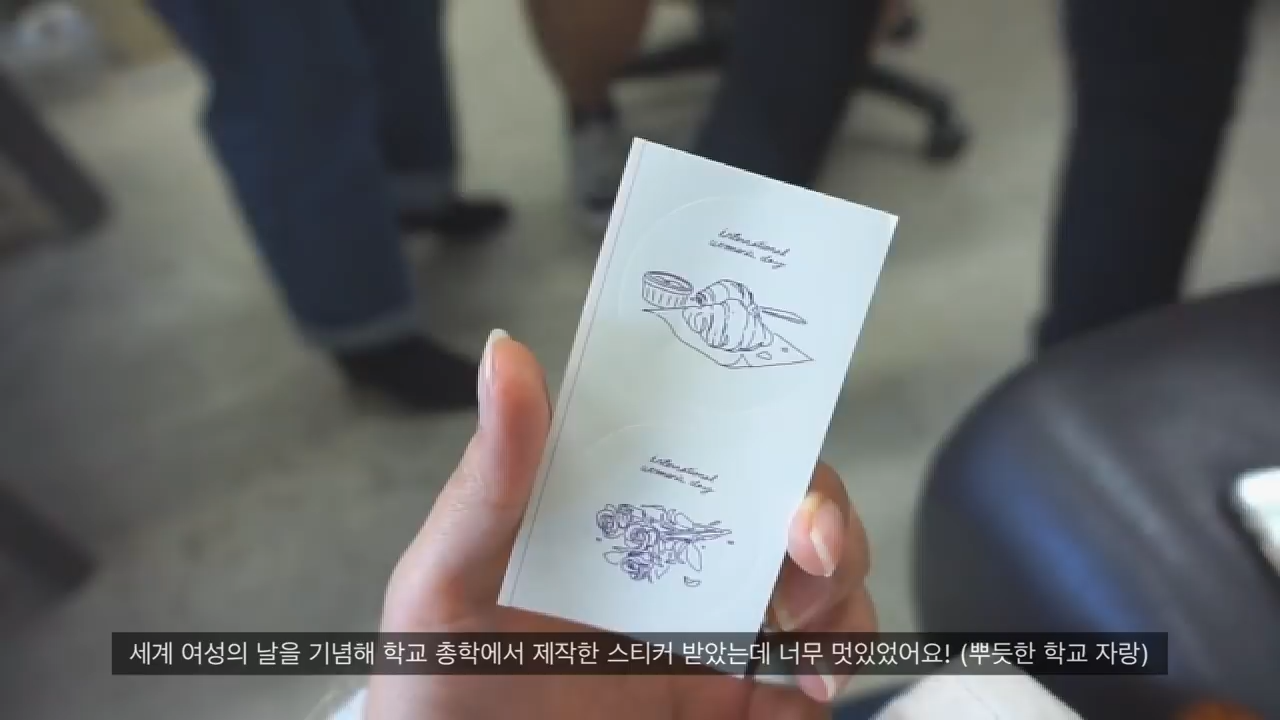 international
women's day
international
women's day
세계 여성의 날을 기념해 학교 총학에서 제작한 스티커 받았는데 너무 멋있었어요! (뿌듯한 학교 자랑)